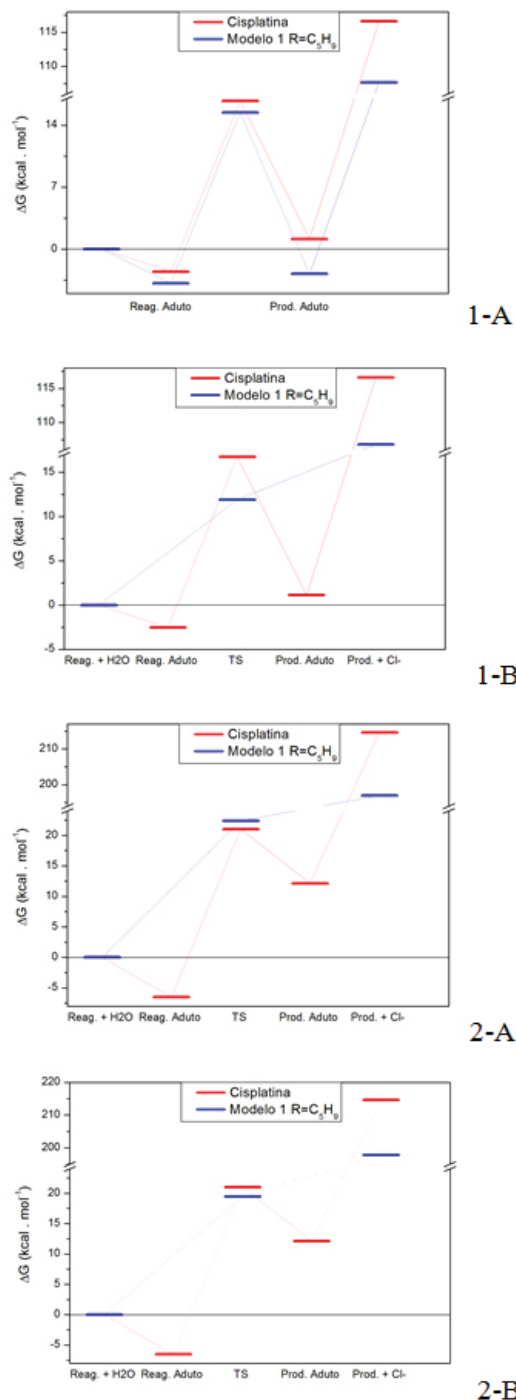 Cisplatina
Modelo 1 R=C₅H₉
115
110
14
7
0
ΔG (kcal . mol⁻¹)
Reag. Aduto Prod. Aduto
1-A
Cisplatina
Modelo 1 R=C₅H₉
115
110
15
10
5
0
-5
ΔG (kcal . mol⁻¹)
Reag. + H2O Reag. Aduto TS Prod. Aduto Prod. + Cl-
1-B
Cisplatina
Modelo 1 R=C₅H₉
210
200
20
15
10
5
0
-5
ΔG (kcal . mol⁻¹)
Reag. + H2O Reag. Aduto TS Prod. Aduto Prod. + Cl-
2-A
Cisplatina
Modelo 1 R=C₅H₉
220
210
200
20
15
10
5
0
-5
ΔG (kcal . mol⁻¹)
Reag. + H2O Reag. Aduto TS Prod. Aduto Prod. + Cl-
2-B